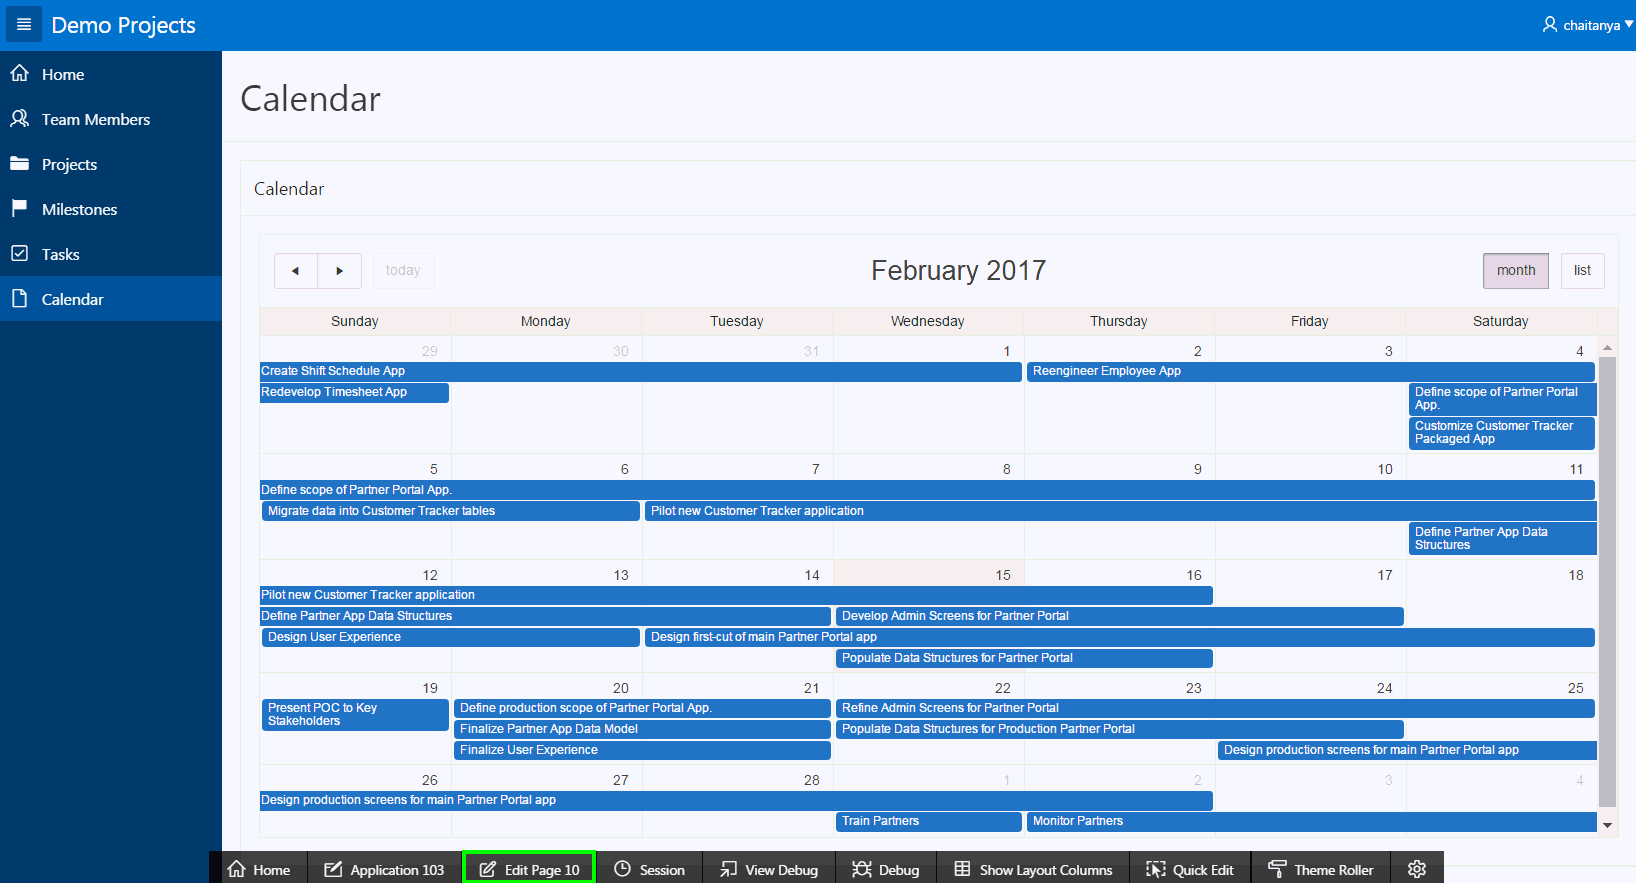 Demo Projects
chaitanya
Home
Team Members
Projects
Milestones
Tasks
Calendar
Calendar
Calendar
today
February 2017
month
list
Sunday Monday Tuesday Wednesday Thursday Friday Saturday
29 30 31 1 2 3 4
Create Shift Schedule App
Reengineer Employee App
Redevelop Timesheet App
Define scope of Partner Portal
App.
Customize Customer Tracker
Packaged App
5 6 7 8 9 10 11
Define scope of Partner Portal App.
Migrate data into Customer Tracker tables
Pilot new Customer Tracker application
Define Partner App Data
Structures
12 13 14 15 16 17 18
Pilot new Customer Tracker application
Define Partner App Data Structures
Develop Admin Screens for Partner Portal
Design User Experience
Design first-cut of main Partner Portal app
Populate Data Structures for Partner Portal
19 20 21 22 23 24 25
Present POC to Key
Stakeholders
Define production scope of Partner Portal App.
Refine Admin Screens for Partner Portal
Finalize Partner App Data Model
Populate Data Structures for Production Partner Portal
Finalize User Experience
Design production screens for main Partner Portal app
26 27 28 1 2 3 4
Design production screens for main Partner Portal app
Train Partners
Monitor Partners
Home
Application 103
Edit Page 10
Session
View Debug
Debug
Show Layout Columns
Quick Edit
Theme Roller